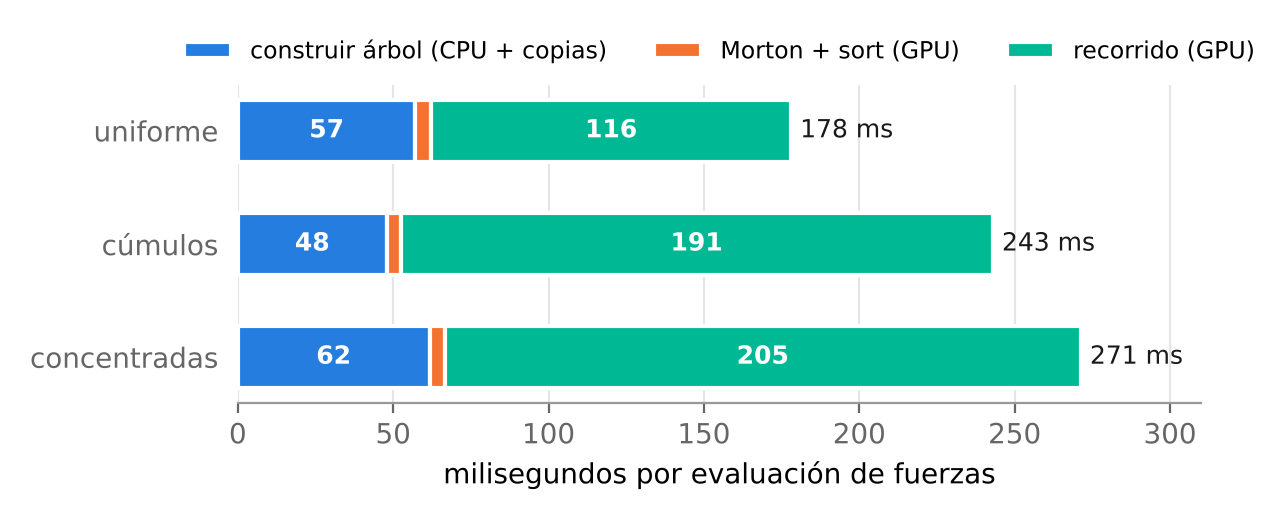 construir árbol (CPU + copias) Morton + sort (GPU) recorrido (GPU)
uniforme 57 116 178 ms
cúmulos 48 191 243 ms
concentradas 62 205 271 ms
0 50 100 150 200 250 300
milisegundos por evaluación de fuerzas